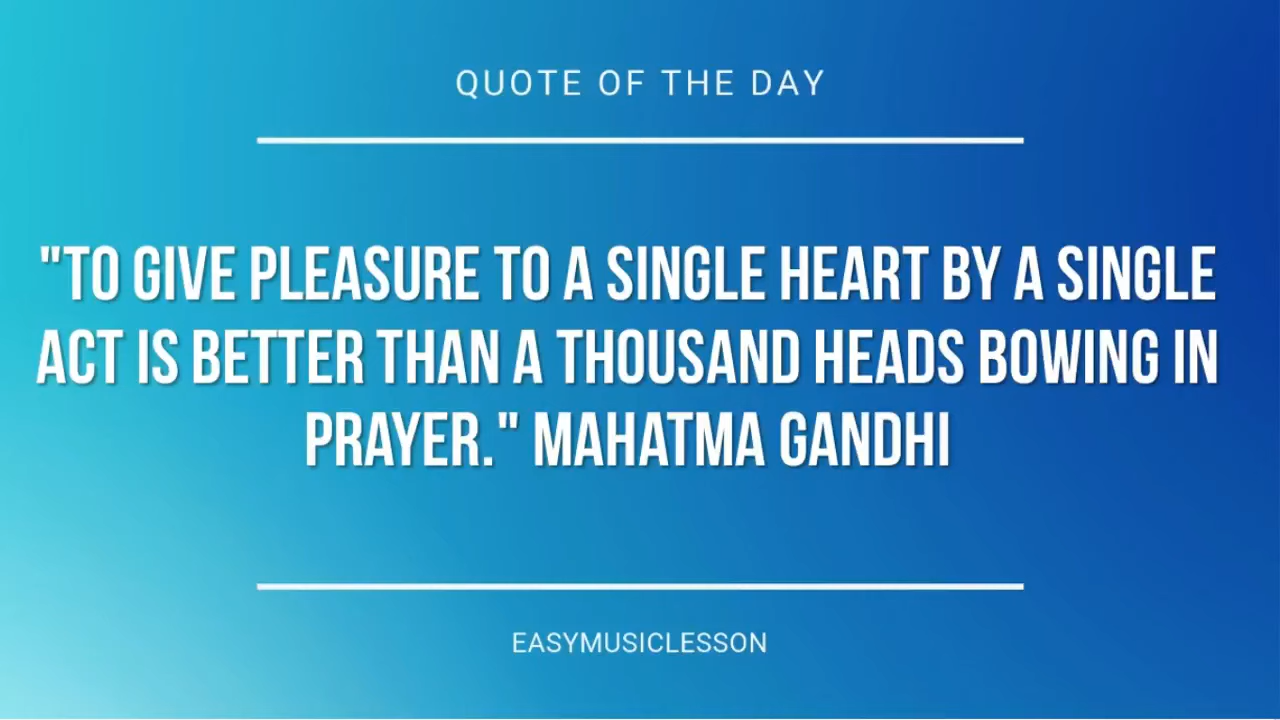 QUOTE OF THE DAY
"TO GIVE PLEASURE TO A SINGLE HEART BY A SINGLE
ACT IS BETTER THAN A THOUSAND HEADS BOWING IN
PRAYER." MAHATMA GANDHI
EASYMUSICLESSON